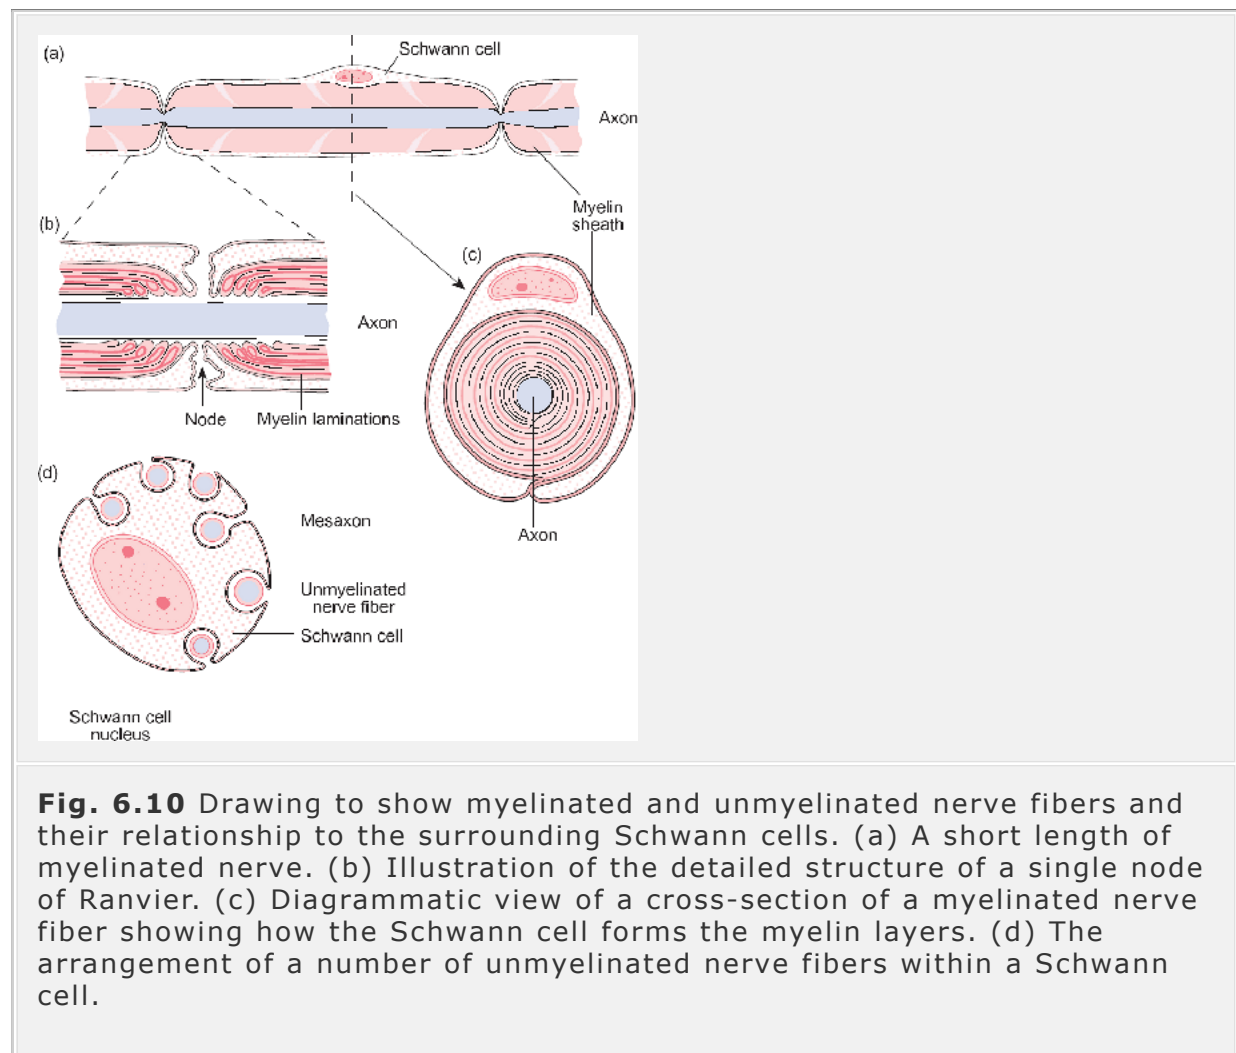 (a)
Schwann cell
Axon
Myelin
sheath
(b)
(c)
Axon
Node
Myelin laminations
(d)
Mesaxon
Axon
Unmyelinated
nerve fiber
Schwann cell
Schwann cell
nucleus
Fig. 6.10 Drawing to show myelinated and unmyelinated nerve fibers and
their relationship to the surrounding Schwann cells. (a) A short length of
myelinated nerve. (b) Illustration of the detailed structure of a single node
of Ranvier. (c) Diagrammatic view of a cross-section of a myelinated nerve
fiber showing how the Schwann cell forms the myelin layers. (d) The
arrangement of a number of unmyelinated nerve fibers within a Schwann
cell.